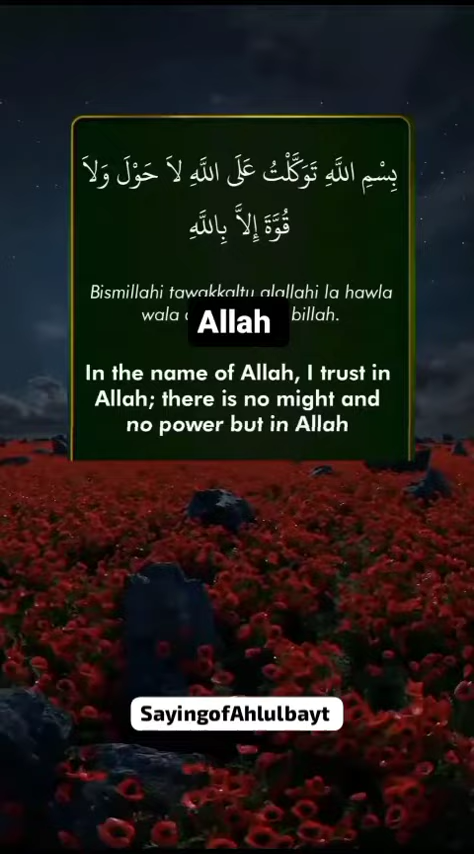 بِسْمِ اللَّهِ تَوَكَّلْتُ عَلَى اللَّهِ لاَ حَوْلَ وَلاَ
قُوَّةَ إِلاَّ بِاللَّهِ
Bismillahi tawakkaltu alallahi la hawla
wala billah.
Allah
In the name of Allah, I trust in
Allah; there is no might and
no power but in Allah
SayingofAhlulbayt